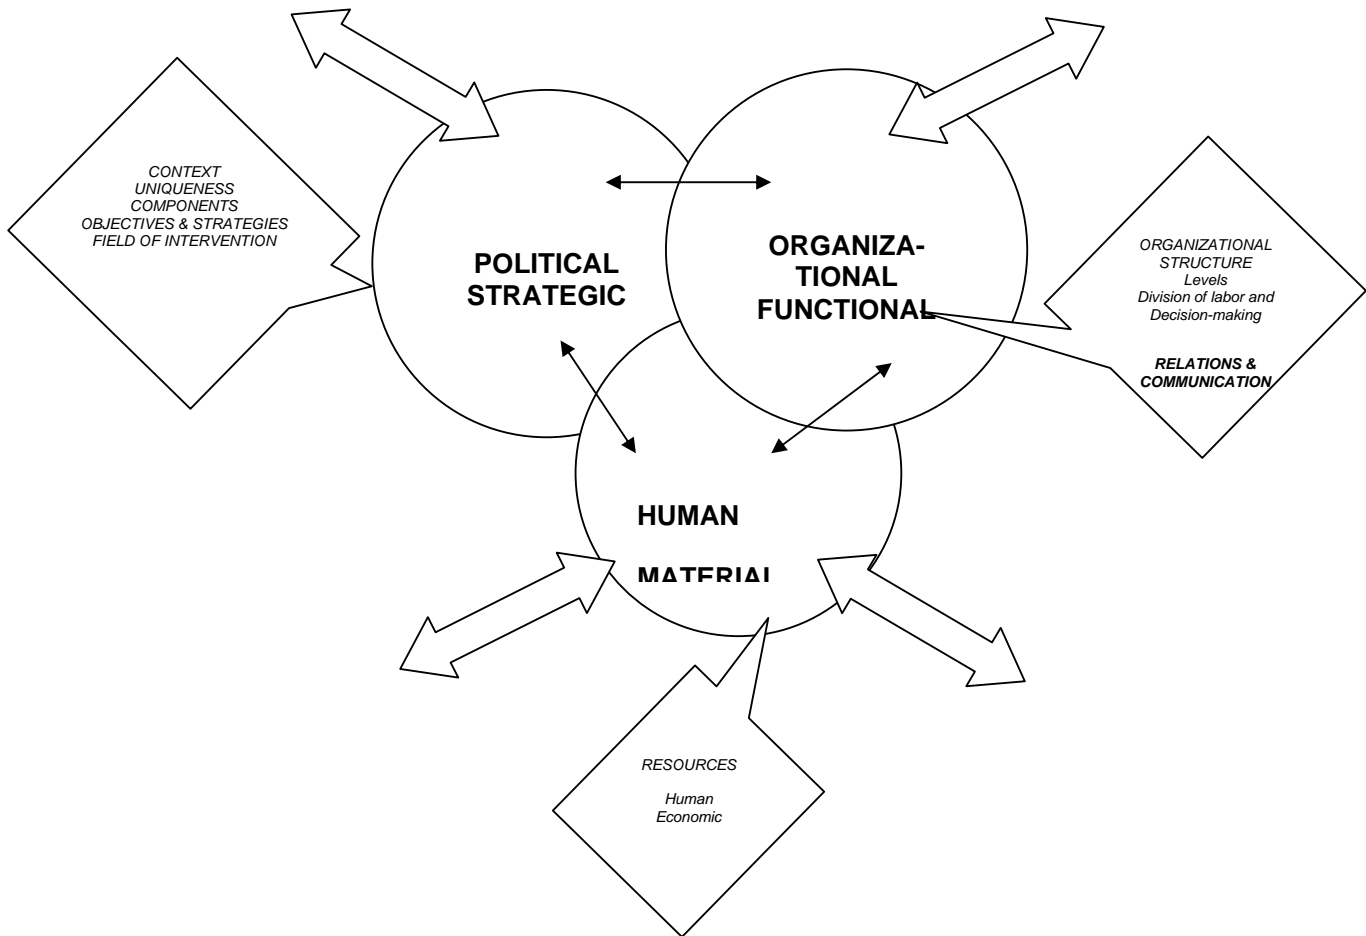 CONTEXT
UNIQUENESS
COMPONENTS
OBJECTIVES & STRATEGIES
FIELD OF INTERVENTION
POLITICAL
STRATEGIC
ORGANIZA-
TIONAL
FUNCTIONAL
ORGANIZATIONAL
STRUCTURE
Levels
Division of labor and
Decision-making
RELATIONS &
COMMUNICATION
HUMAN
MATERIAL
RESOURCES
Human
Economic